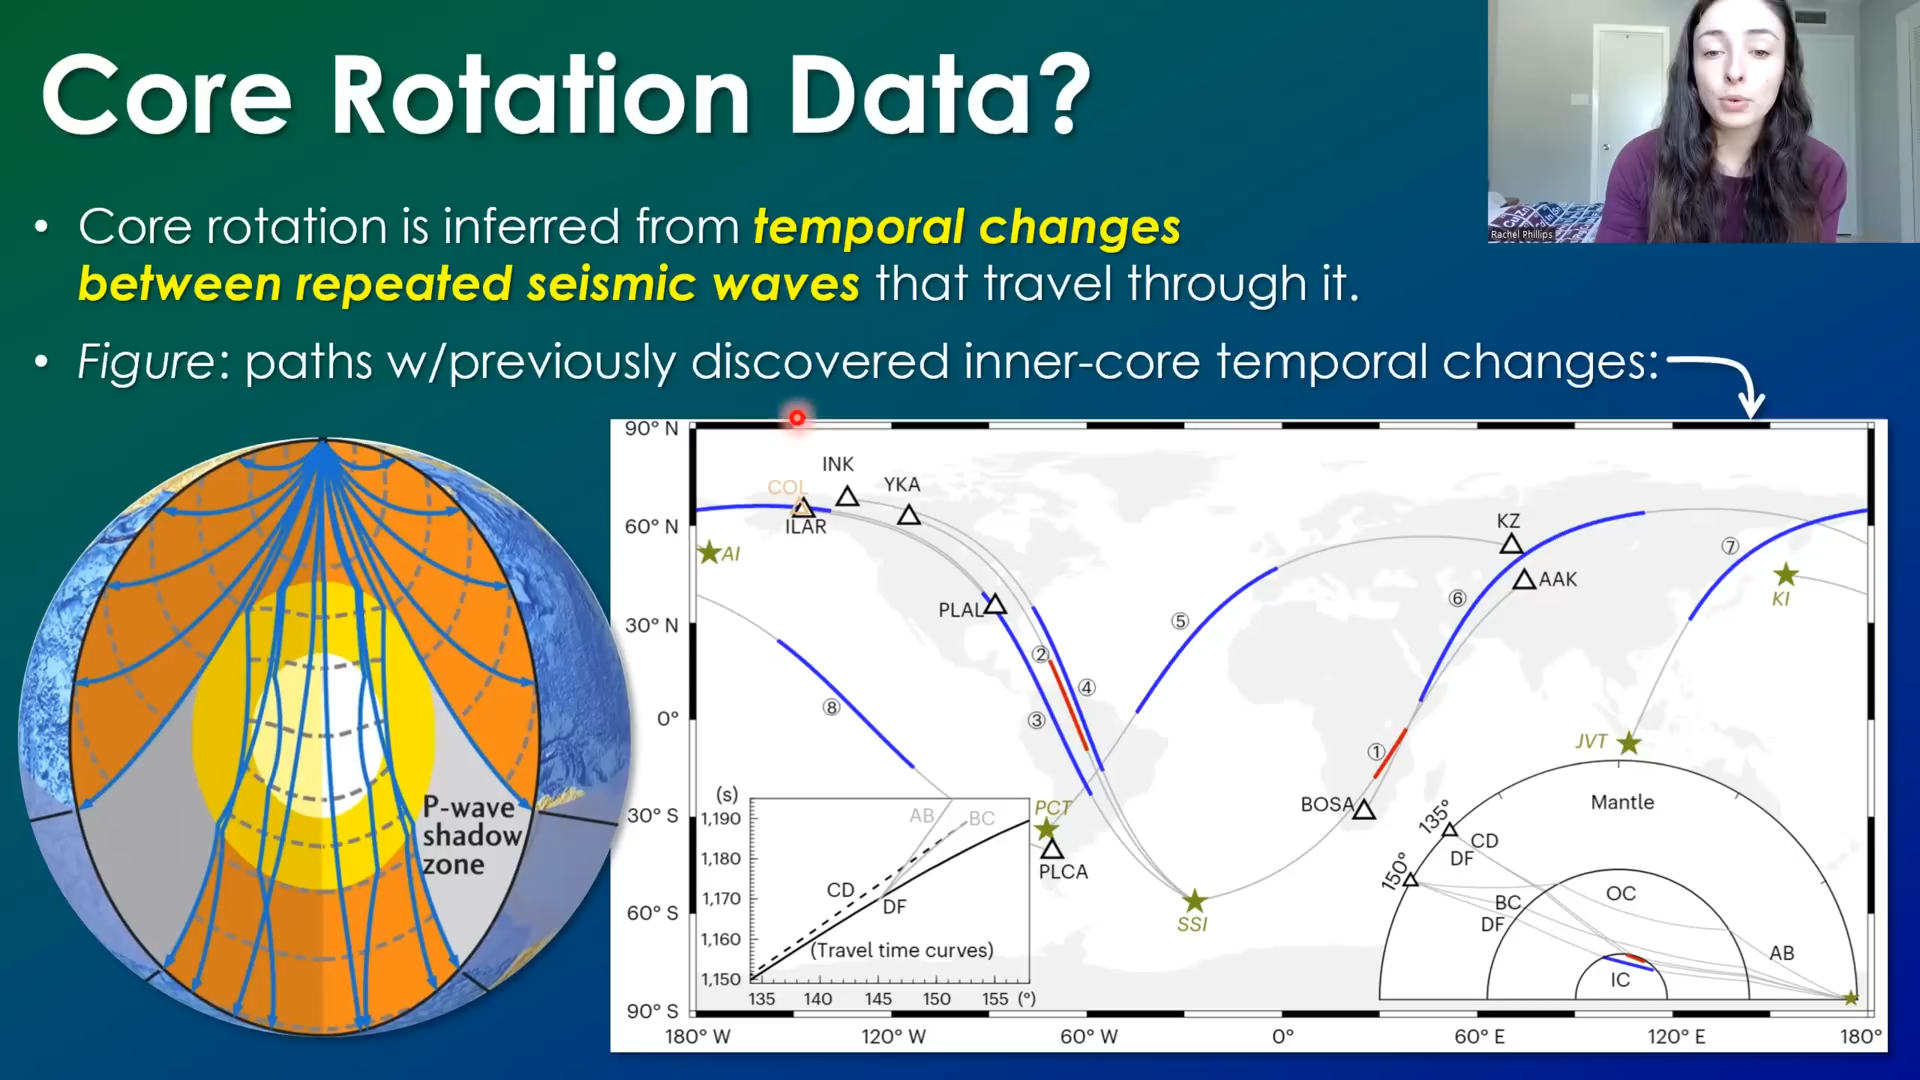 Core Rotation Data?
Rachel Phillips
• Core rotation is inferred from temporal changes
between repeated seismic waves that travel through it.
• Figure: paths w/previously discovered inner-core temporal changes:
P-wave
shadow
zone
90° N
60° N
30° N
0°
30° S
60° S
90° S
180° W
120° W
60° W
0°
60° E
120° E
180°
INK
COL
YKA
ILAR
AI
PLAL
KZ
AAK
KI
JVT
BOSA
PCT
PLCA
SSI
①
②
③
④
⑤
⑥
⑦
⑧
(s)
1,190
1,180
1,170
1,160
1,150
AB
BC
CD
DF
(Travel time curves)
135
140
145
150
155
(°)
Mantle
135°
CD
DF
150°
BC
DF
OC
AB
IC